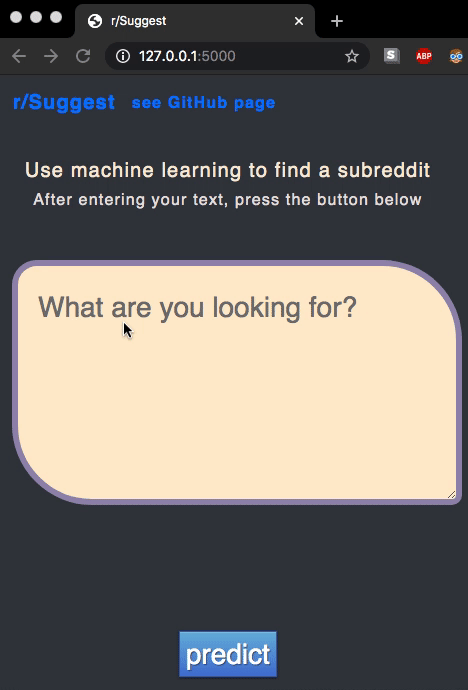 r/Suggest
127.0.0.1:5000
S ABP
r/Suggest see GitHub page
Use machine learning to find a subreddit
After entering your text, press the button below
What are you looking for?
predict